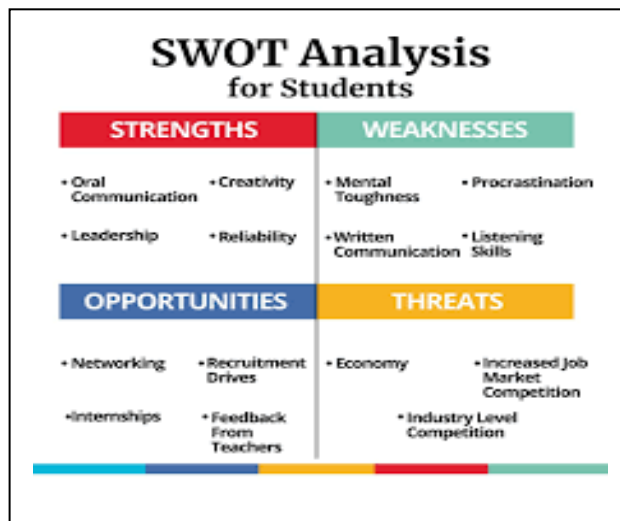 SWOT Analysis
for Students
STRENGTHS
• Oral
Communication
• Creativity
• Leadership
• Reliability
WEAKNESSES
• Mental
Toughness
• Procrastination
• Written
Communication
• Listening
Skills
OPPORTUNITIES
• Networking
• Recruitment
Drives
•Internships
• Feedback
From
Teachers
THREATS
• Economy
• Increased Job
Market
Competition
• Industry Level
Competition